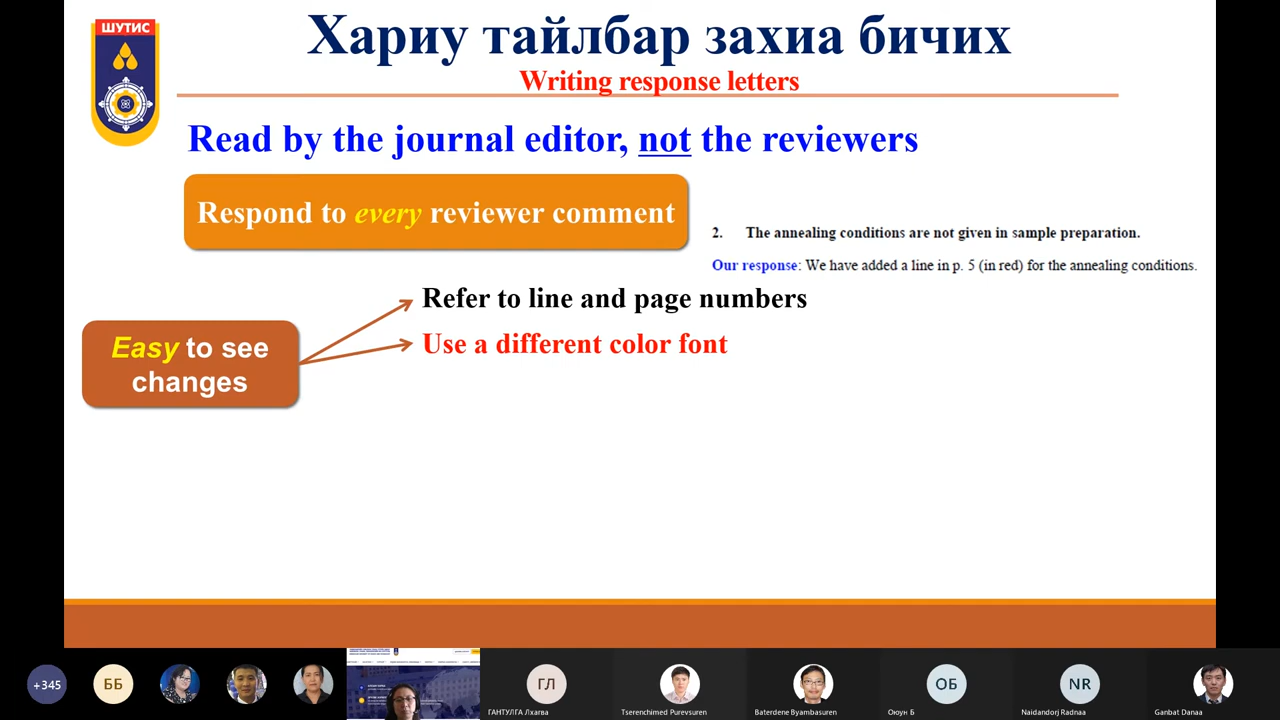 ШУТИС
Хариу тайлбар захиа бичих
Writing response letters
Read by the journal editor, not the reviewers
Respond to every reviewer comment
2. The annealing conditions are not given in sample preparation.
Our response: We have added a line in p. 5 (in red) for the annealing conditions.
Refer to line and page numbers
Use a different color font
Easy to see
changes
+345
ББ
ГЛ
ОБ
NR
ГАНТУЛГА Лхагва
Tserenchimed Purevsuren
Baterdene Byambasuren
Оюун Б
Naidandorj Radnaa
Ganbat Danaa